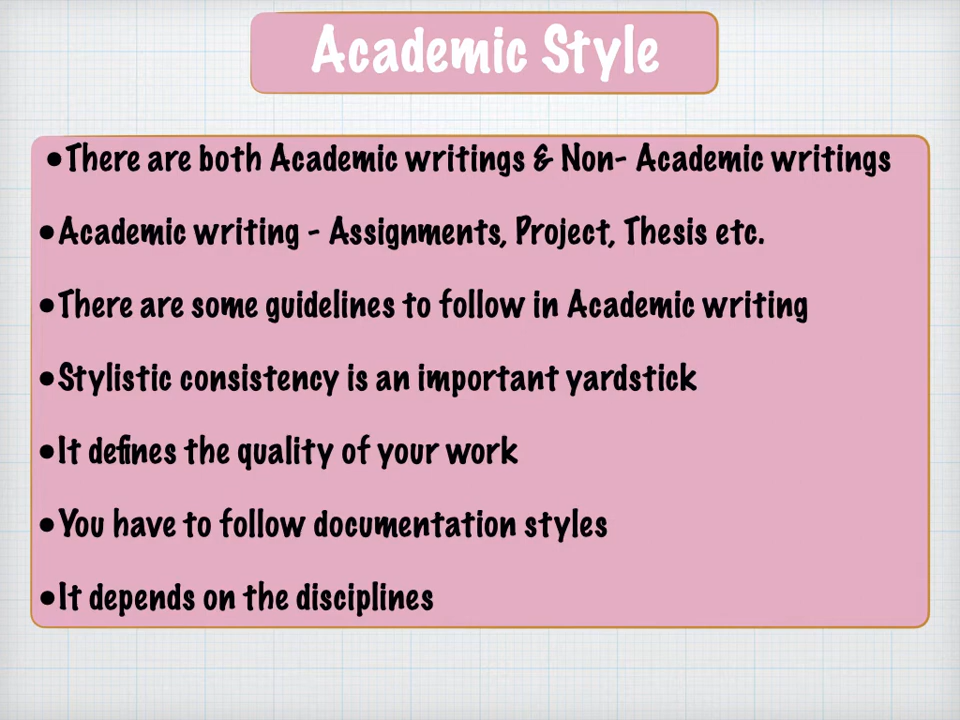 Academic Style
•There are both Academic writings & Non- Academic writings
•Academic writing - Assignments, Project, Thesis etc.
•There are some guidelines to follow in Academic writing
•Stylistic consistency is an important yardstick
•It defines the quality of your work
•You have to follow documentation styles
•It depends on the disciplines